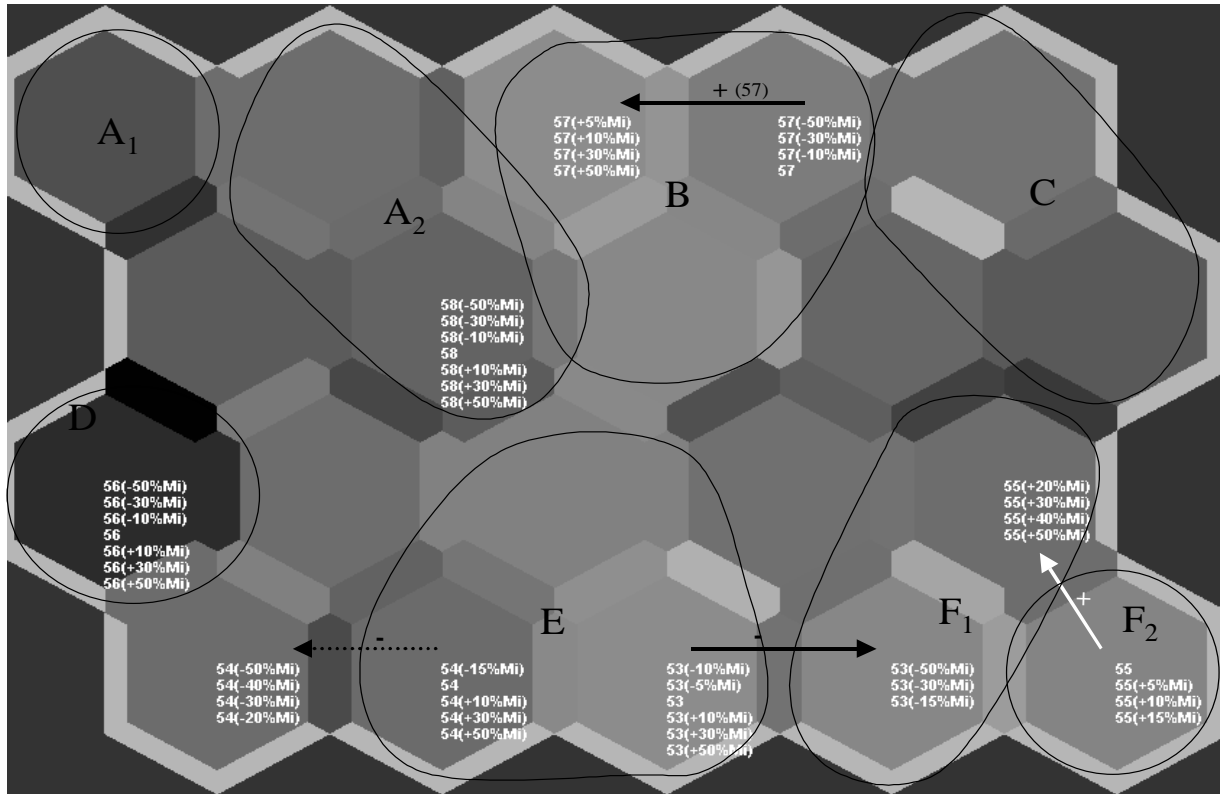 A1
A2
+ (57)
57(+5%Mi)
57(+10%Mi)
57(+30%Mi)
57(+50%Mi)
57(-50%Mi)
57(-30%Mi)
57(-10%Mi)
57
B
C
58(-50%Mi)
58(-30%Mi)
58(-10%Mi)
58
58(+10%Mi)
58(+30%Mi)
58(+50%Mi)
D
56(-50%Mi)
56(-30%Mi)
56(-10%Mi)
56
56(+10%Mi)
56(+30%Mi)
56(+50%Mi)
55(+20%Mi)
55(+30%Mi)
55(+40%Mi)
55(+50%Mi)
+
E
F1
F2
-
-
54(-50%Mi)
54(-40%Mi)
54(-30%Mi)
54(-20%Mi)
54(-15%Mi)
54
54(+10%Mi)
54(+30%Mi)
54(+50%Mi)
53(-10%Mi)
53(-5%Mi)
53
53(+10%Mi)
53(+30%Mi)
53(+50%Mi)
53(-50%Mi)
53(-30%Mi)
53(-15%Mi)
55
55(+5%Mi)
55(+10%Mi)
55(+15%Mi)